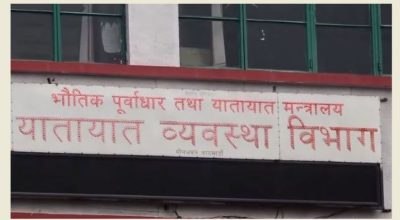 भौतिक पूर्वाधार तथा यातायात मन्त्रालय
यातायात व्यवस्था विभाग